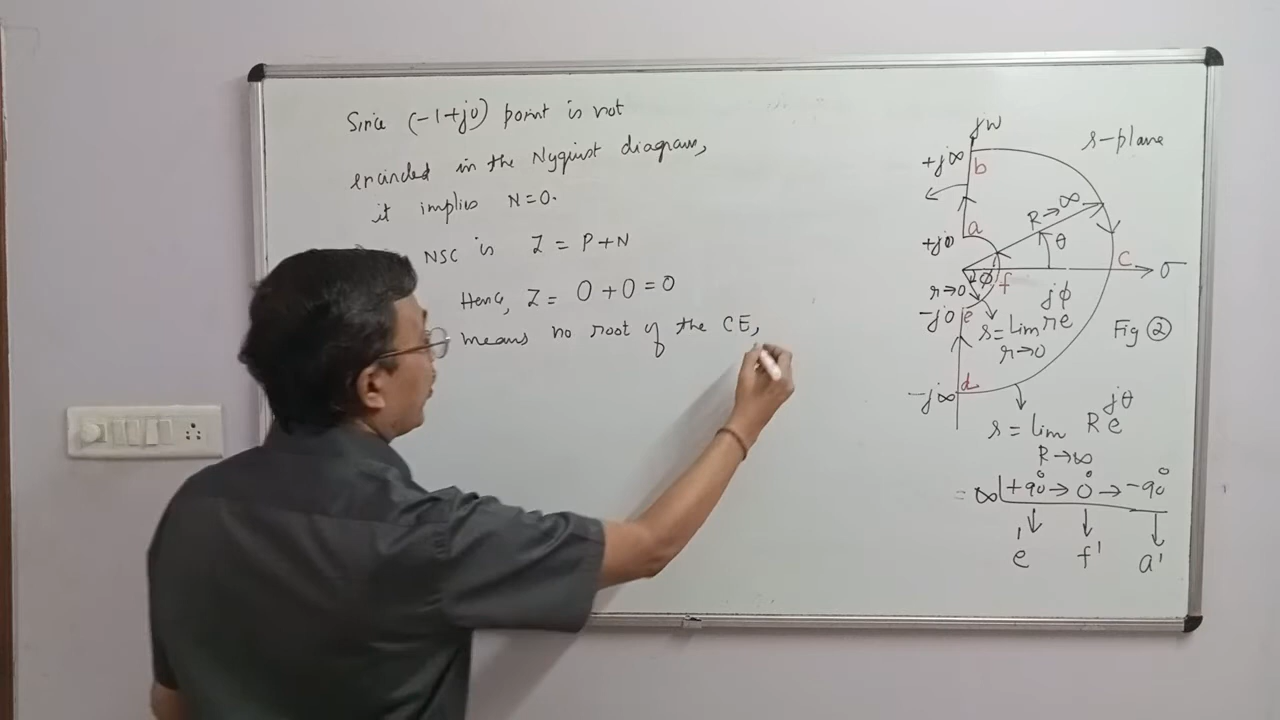 Since (-1+j0) point is not
encircled in the Nyquist diagram,
it implies N=0.
NSC is Z = P+N
Hence, Z = 0+0=0
means no root of the CE,
jw
s-plane
+j∞
b
R→∞
a
+j0
θ
c
σ
r→0
ϕ
f
-j0
e
s = lim re^jϕ
r→0
Fig ②
-j∞
d
s = lim Re^jθ
R→∞
= ∞∠+90° → 0° → -90°
e' f' a'